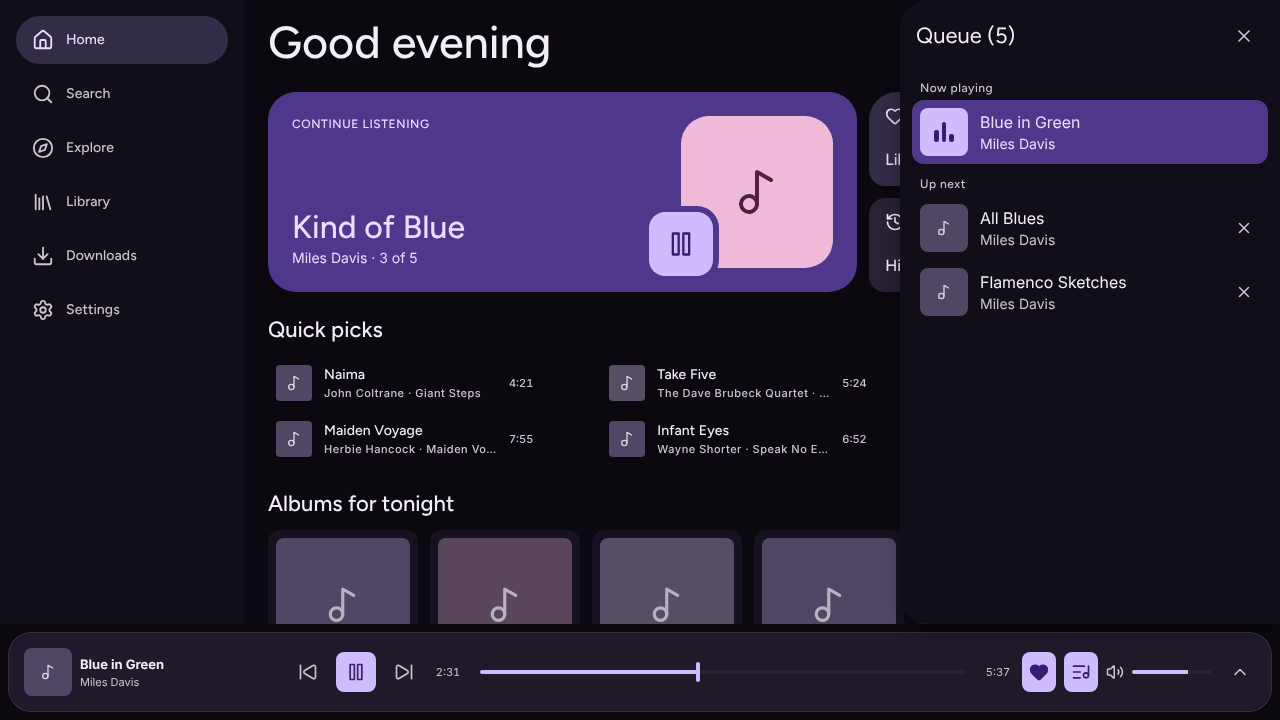 Home
Search
Explore
Library
Downloads
Settings
Good evening
CONTINUE LISTENING
Kind of Blue
Miles Davis · 3 of 5
Quick picks
Naima
John Coltrane · Giant Steps
4:21
Take Five
The Dave Brubeck Quartet · ...
5:24
Maiden Voyage
Herbie Hancock · Maiden Vo...
7:55
Infant Eyes
Wayne Shorter · Speak No E...
6:52
Albums for tonight
Queue (5)
Now playing
Blue in Green
Miles Davis
Up next
All Blues
Miles Davis
Flamenco Sketches
Miles Davis
Blue in Green
Miles Davis
2:31
5:37